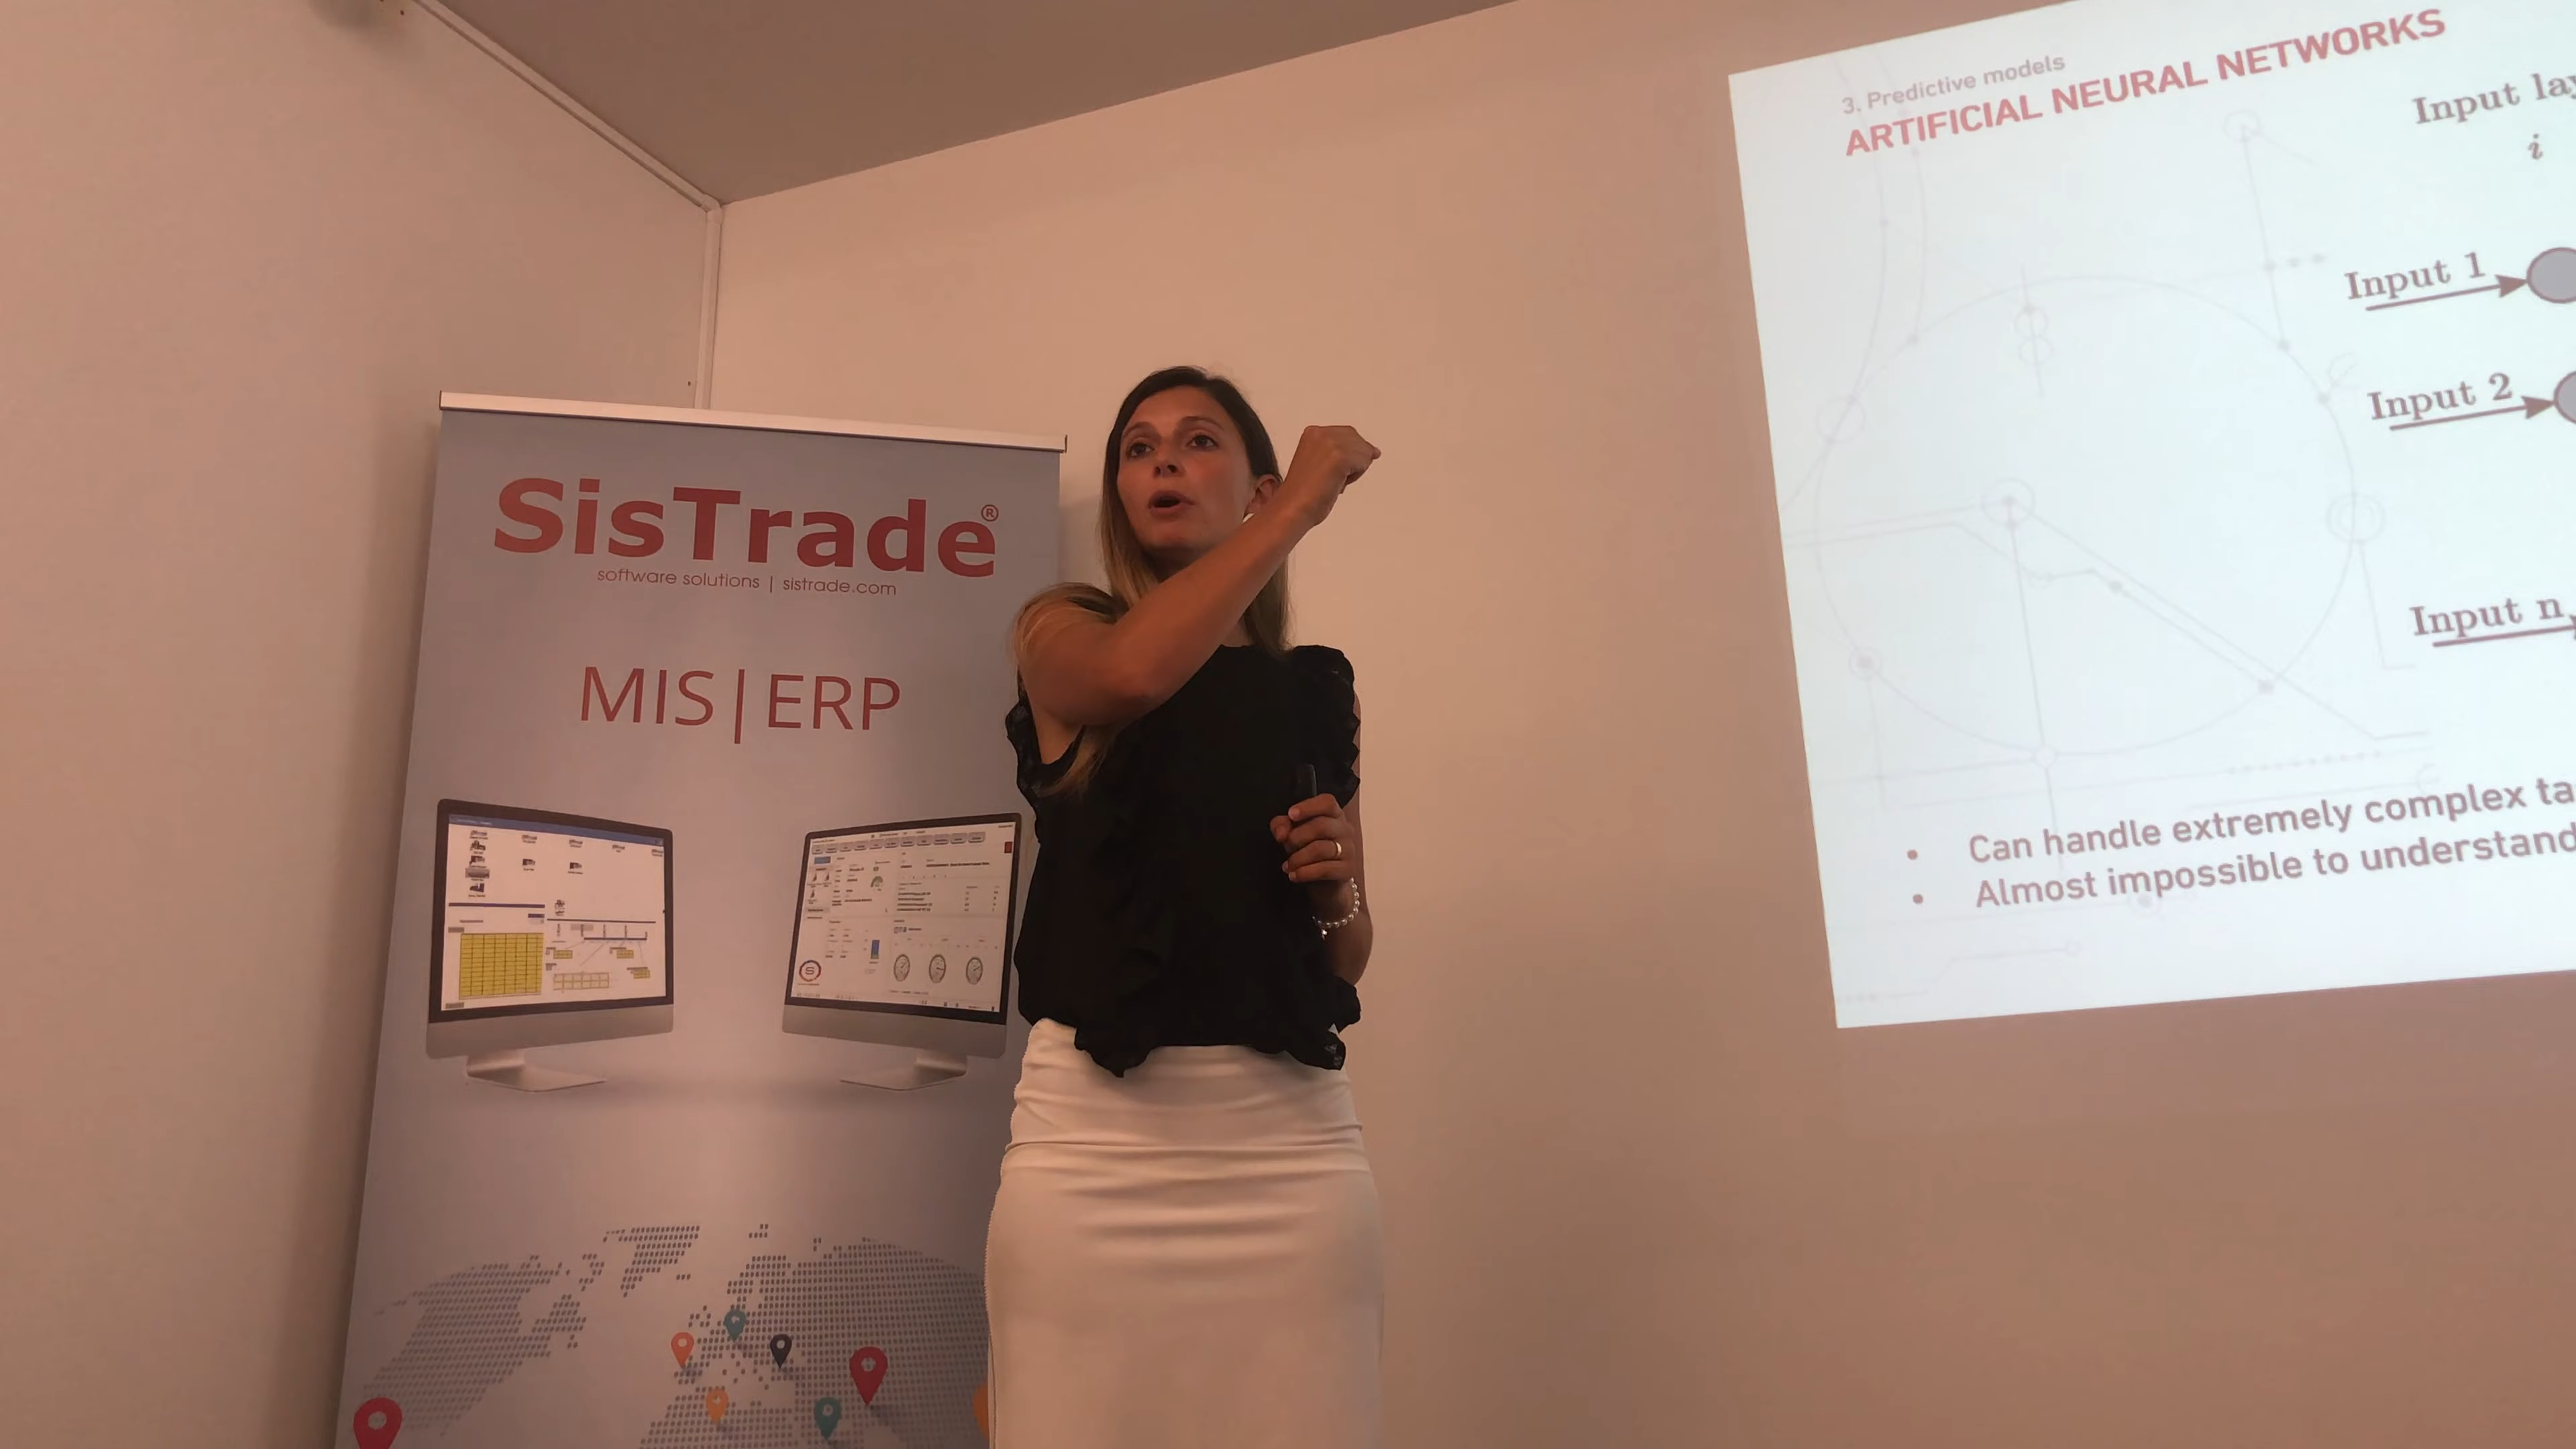 SisTrade®
software solutions | sistrade.com
MIS|ERP
3. Predictive models
ARTIFICIAL NEURAL NETWORKS
Input
i
Input 1
Input 2
Input n
• Can handle extremely complex
• Almost impossible to understand